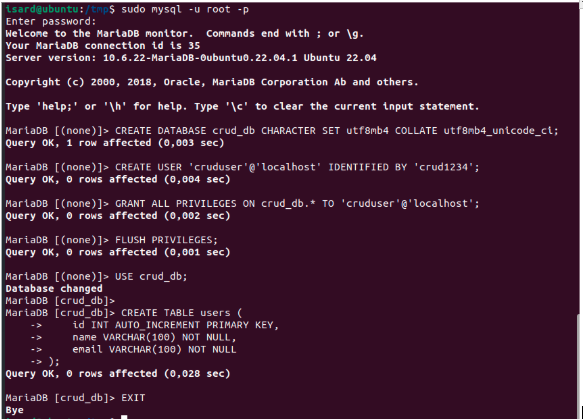 isard@ubuntu:/tmp$ sudo mysql -u root -p
Enter password:
Welcome to the MariaDB monitor.  Commands end with ; or \g.
Your MariaDB connection id is 35
Server version: 10.6.22-MariaDB-0ubuntu0.22.04.1 Ubuntu 22.04

Copyright (c) 2000, 2018, Oracle, MariaDB Corporation Ab and others.

Type 'help;' or '\h' for help. Type '\c' to clear the current input statement.

MariaDB [(none)]> CREATE DATABASE crud_db CHARACTER SET utf8mb4 COLLATE utf8mb4_unicode_ci;
Query OK, 1 row affected (0,003 sec)

MariaDB [(none)]> CREATE USER 'cruduser'@'localhost' IDENTIFIED BY 'crud1234';
Query OK, 0 rows affected (0,004 sec)

MariaDB [(none)]> GRANT ALL PRIVILEGES ON crud_db.* TO 'cruduser'@'localhost';
Query OK, 0 rows affected (0,002 sec)

MariaDB [(none)]> FLUSH PRIVILEGES;
Query OK, 0 rows affected (0,001 sec)

MariaDB [(none)]> USE crud_db;
Database changed
MariaDB [crud_db]>
MariaDB [crud_db]> CREATE TABLE users (
    ->     id INT AUTO_INCREMENT PRIMARY KEY,
    ->     name VARCHAR(100) NOT NULL,
    ->     email VARCHAR(100) NOT NULL
    -> );
Query OK, 0 rows affected (0,028 sec)

MariaDB [crud_db]> EXIT
Bye